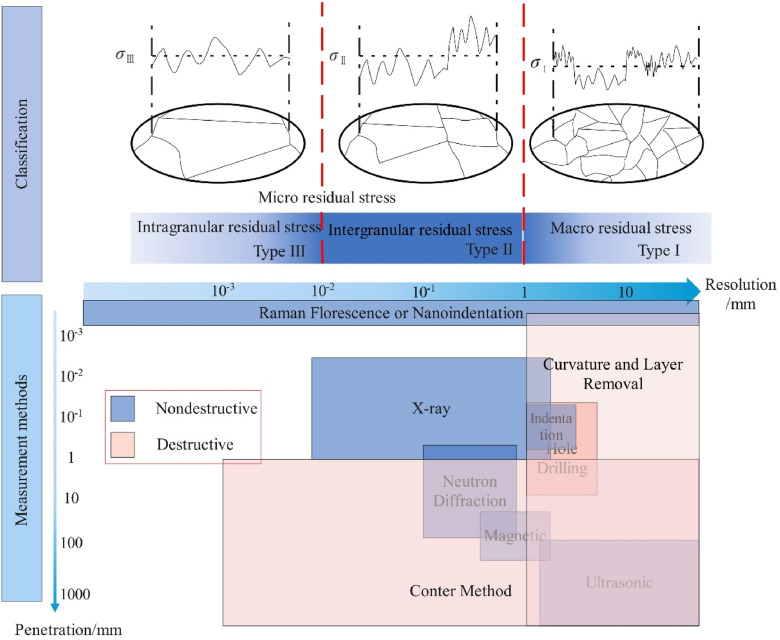 Classification
σⅢ
σⅡ
σⅠ
Micro residual stress
Intragranular residual stress
Type Ⅲ
Intergranular residual stress
Type Ⅱ
Macro residual stress
Type Ⅰ
10-3
10-2
10-1
1
10
Resolution
/mm
Raman Florescence or Nanoindentation
Measurement methods
10-3
10-2
10-1
1
10
100
1000
Penetration/mm
Nondestructive
Destructive
X-ray
Curvature and Layer
Removal
Indenta
tion
Hole
Drilling
Neutron
Diffraction
Magnetic
Conter Method
Ultrasonic